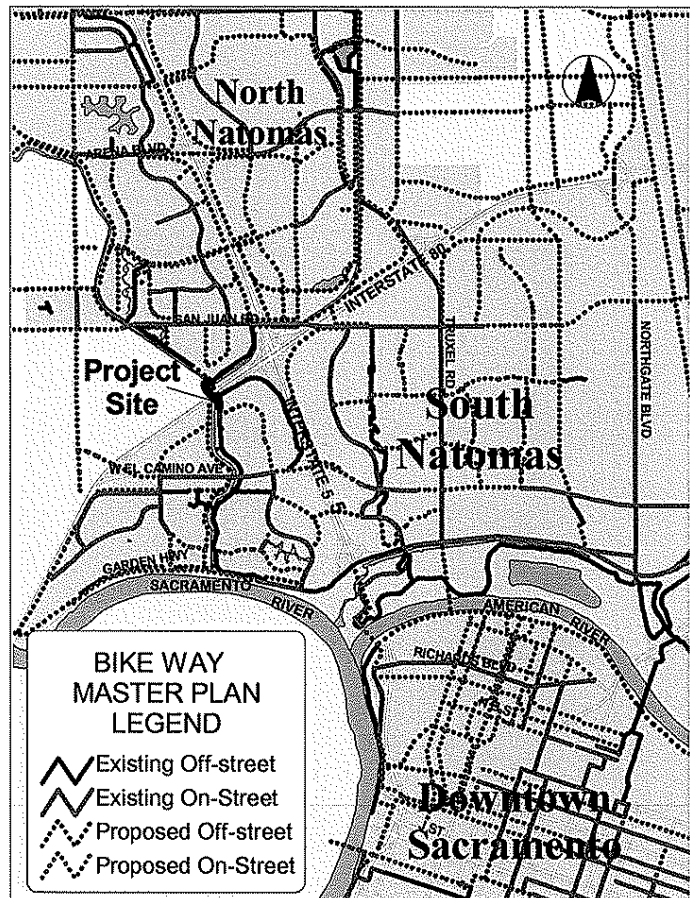 North
Natomas
ARENA BLVD
INTERSTATE 80
SAN JUAN RD
Project
Site
TRUXEL RD
NORTHGATE BLVD
South
Natomas
INTERSTATE 5
W EL CAMINO AVE
GARDEN HWY
SACRAMENTO
RIVER
AMERICAN
RIVER
RICHARDS BLVD
Downtown
Sacramento
BIKE WAY
MASTER PLAN
LEGEND
Existing Off-street
Existing On-Street
Proposed Off-street
Proposed On-Street